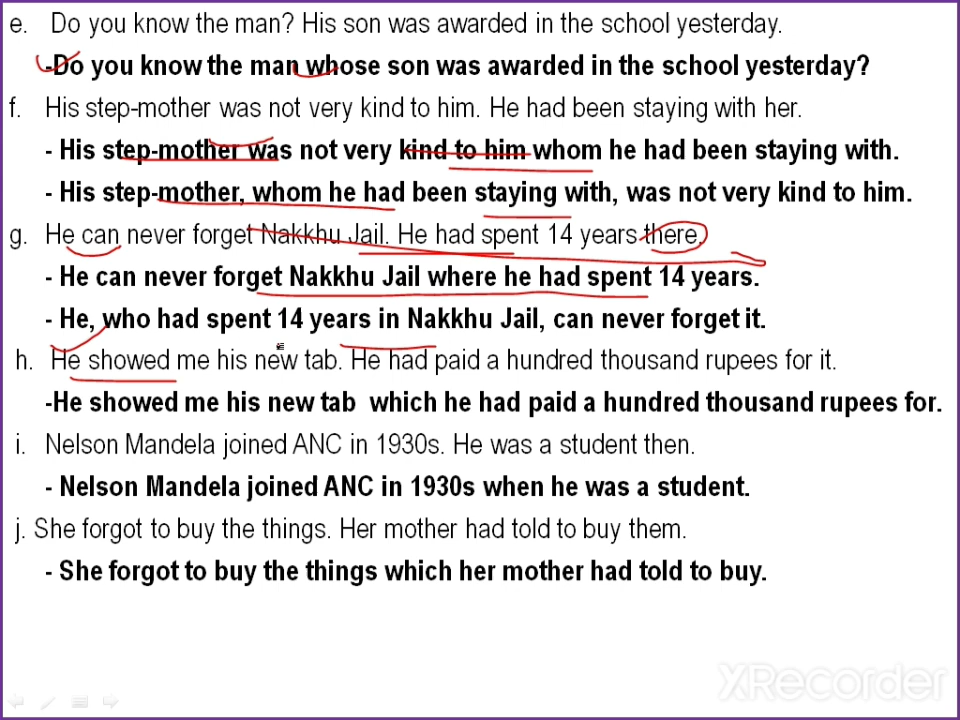 e. Do you know the man? His son was awarded in the school yesterday.
-Do you know the man whose son was awarded in the school yesterday?
f. His step-mother was not very kind to him. He had been staying with her.
- His step-mother was not very kind to him whom he had been staying with.
- His step-mother, whom he had been staying with, was not very kind to him.
g. He can never forget Nakkhu Jail. He had spent 14 years there.
- He can never forget Nakkhu Jail where he had spent 14 years.
- He, who had spent 14 years in Nakkhu Jail, can never forget it.
h. He showed me his new tab. He had paid a hundred thousand rupees for it.
-He showed me his new tab which he had paid a hundred thousand rupees for.
i. Nelson Mandela joined ANC in 1930s. He was a student then.
- Nelson Mandela joined ANC in 1930s when he was a student.
j. She forgot to buy the things. Her mother had told to buy them.
- She forgot to buy the things which her mother had told to buy.
XRecorder